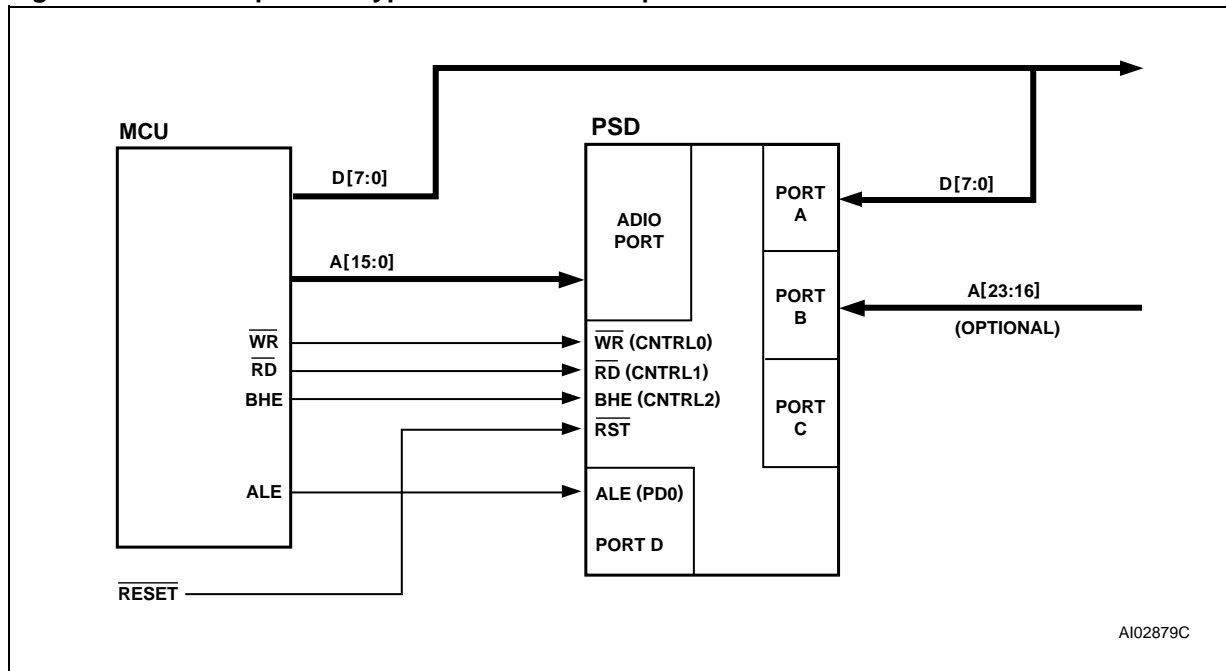 MCU
PSD
D[7:0]
D[7:0]
ADIO
PORT
PORT
A
A[15:0]
PORT
B
A[23:16]
(OPTIONAL)
WR
WR (CNTRL0)
RD
RD (CNTRL1)
BHE
BHE (CNTRL2)
RST
PORT
C
ALE
ALE (PD0)
PORT D
RESET
AI02879C